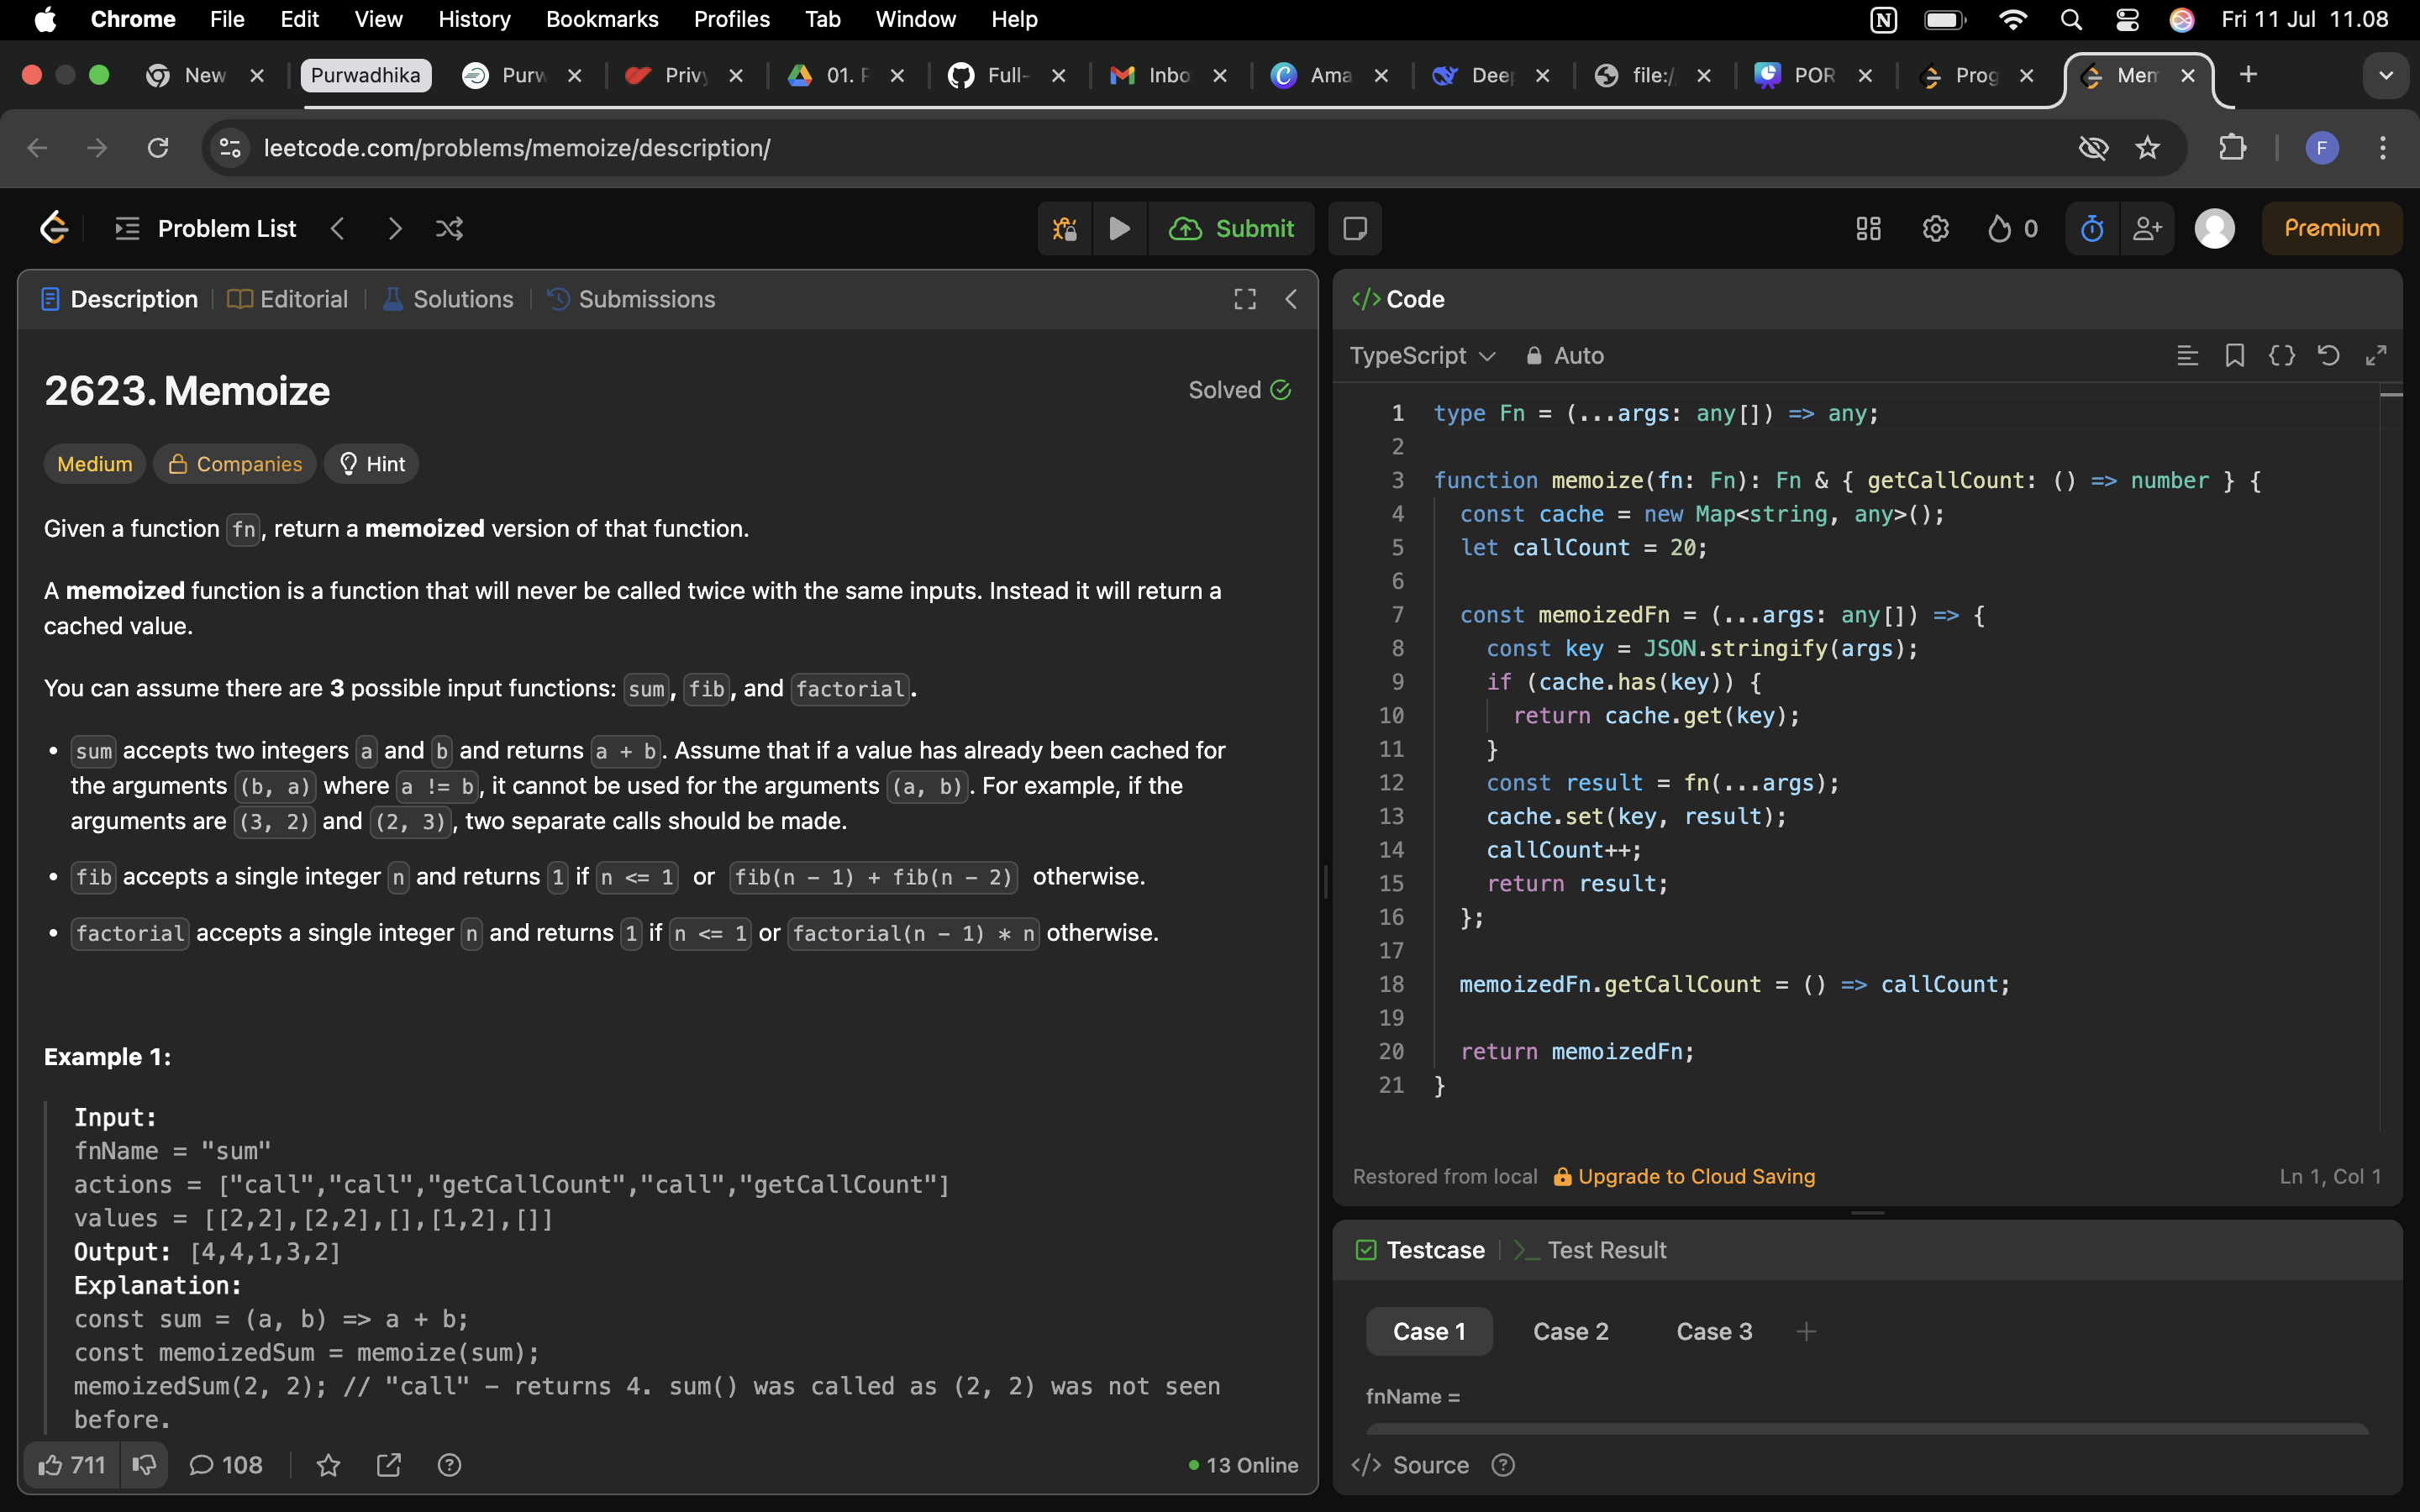 Chrome File Edit View History Bookmarks Profiles Tab Window Help Fri 11 Jul 11.08
New Purwadhika Purw Privy 01. F Full- Inbo Ama Deep file:/ POR Prog Mem
leetcode.com/problems/memoize/description/ F
Problem List Submit 0 Premium
Description Editorial Solutions Submissions
2623. Memoize
Solved
Medium Companies Hint
Given a function fn, return a memoized version of that function.
A memoized function is a function that will never be called twice with the same inputs. Instead it will return a
cached value.
You can assume there are 3 possible input functions: sum, fib, and factorial.
• sum accepts two integers a and b and returns a + b. Assume that if a value has already been cached for
the arguments (b, a) where a != b, it cannot be used for the arguments (a, b). For example, if the
arguments are (3, 2) and (2, 3), two separate calls should be made.
• fib accepts a single integer n and returns 1 if n <= 1 or fib(n - 1) + fib(n - 2) otherwise.
• factorial accepts a single integer n and returns 1 if n <= 1 or factorial(n - 1) * n otherwise.
Example 1:
Input:
fnName = "sum"
actions = ["call","call","getCallCount","call","getCallCount"]
values = [[2,2],[2,2],[],[1,2],[]]
Output: [4,4,1,3,2]
Explanation:
const sum = (a, b) => a + b;
const memoizedSum = memoize(sum);
memoizedSum(2, 2); // "call" - returns 4. sum() was called as (2, 2) was not seen
before.
711 108 13 Online
</> Code
TypeScript Auto
1 type Fn = (...args: any[]) => any;
2
3 function memoize(fn: Fn): Fn & { getCallCount: () => number } {
4 const cache = new Map<string, any>();
5 let callCount = 20;
6
7 const memoizedFn = (...args: any[]) => {
8 const key = JSON.stringify(args);
9 if (cache.has(key)) {
10 return cache.get(key);
11 }
12 const result = fn(...args);
13 cache.set(key, result);
14 callCount++;
15 return result;
16 };
17
18 memoizedFn.getCallCount = () => callCount;
19
20 return memoizedFn;
21 }
Restored from local Upgrade to Cloud Saving Ln 1, Col 1
Testcase Test Result
Case 1 Case 2 Case 3 +
fnName =
</> Source